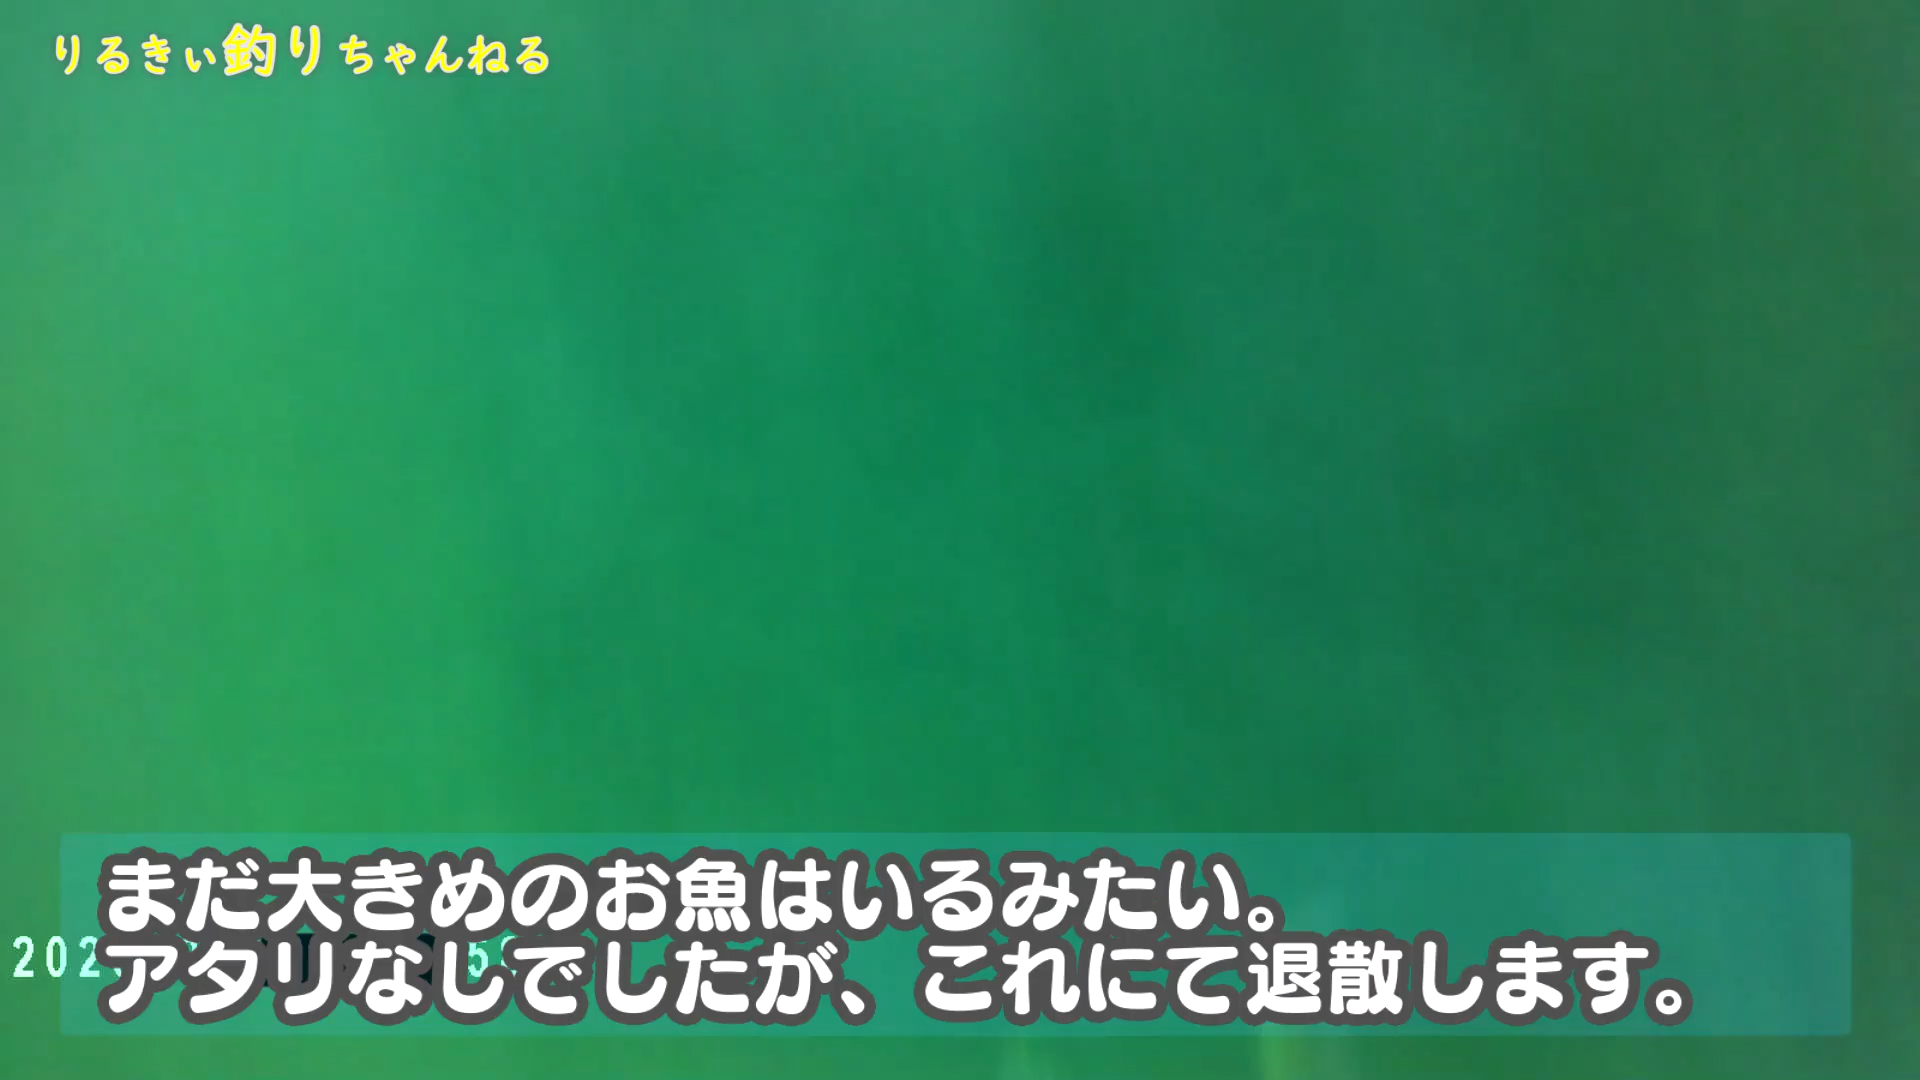 りるきぃ釣りちゃんねる
まだ大きめのお魚はいるみたい。
アタリなしでしたが、これにて退散します。